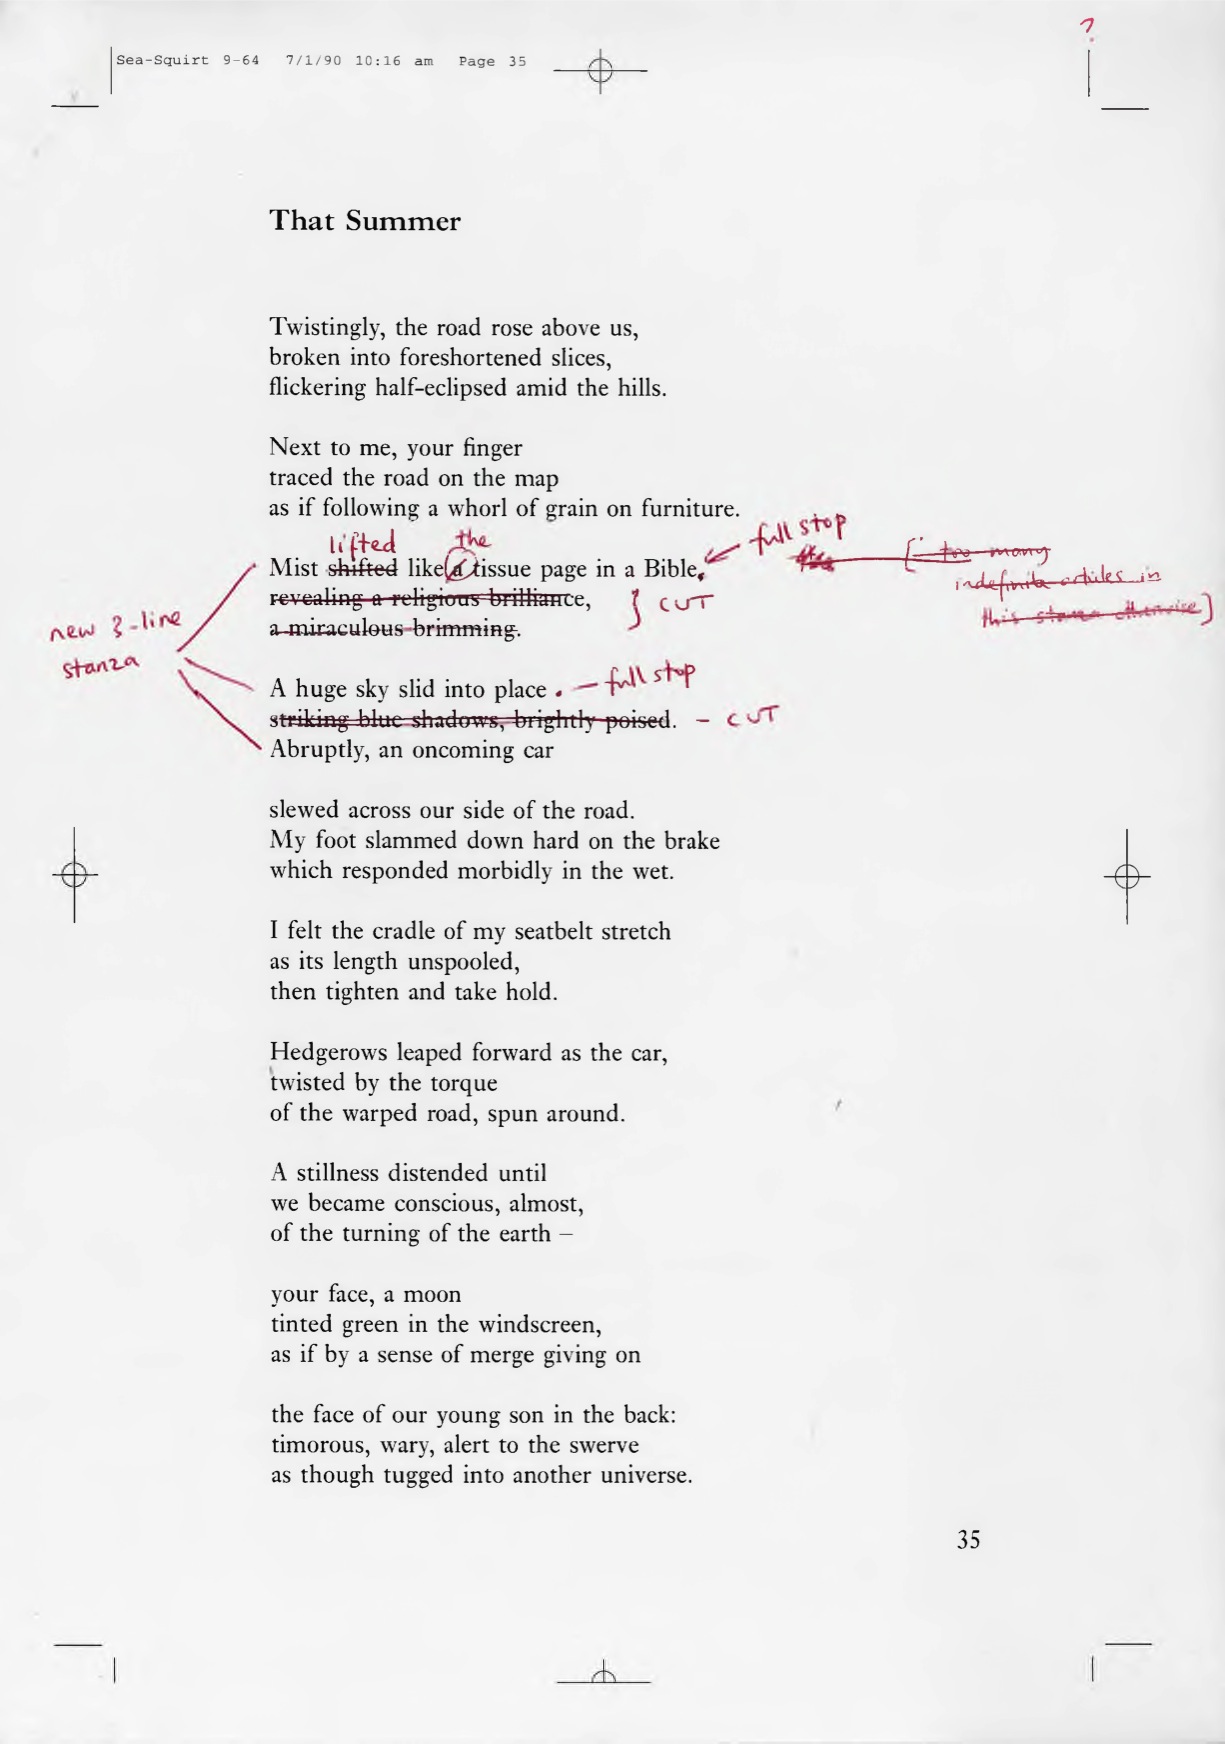 ?
Sea-Squirt 9-64 7/1/90 10:16 am Page 35
That Summer
Twistingly, the road rose above us,
broken into foreshortened slices,
flickering half-eclipsed amid the hills.
Next to me, your finger
traced the road on the map
as if following a whorl of grain on furniture.
lifted the full stop
Mist shifted like a tissue page in a Bible,
[∵ too many
indefinite articles in
this stanza otherwise]
revealing a religious brilliance,
} CUT
a miraculous brimming.
new 3-line
stanza
A huge sky slid into place . – full stop
striking blue shadows, brightly poised. – CUT
Abruptly, an oncoming car
slewed across our side of the road.
My foot slammed down hard on the brake
which responded morbidly in the wet.
I felt the cradle of my seatbelt stretch
as its length unspooled,
then tighten and take hold.
Hedgerows leaped forward as the car,
twisted by the torque
of the warped road, spun around.
A stillness distended until
we became conscious, almost,
of the turning of the earth –
your face, a moon
tinted green in the windscreen,
as if by a sense of merge giving on
the face of our young son in the back:
timorous, wary, alert to the swerve
as though tugged into another universe.
35